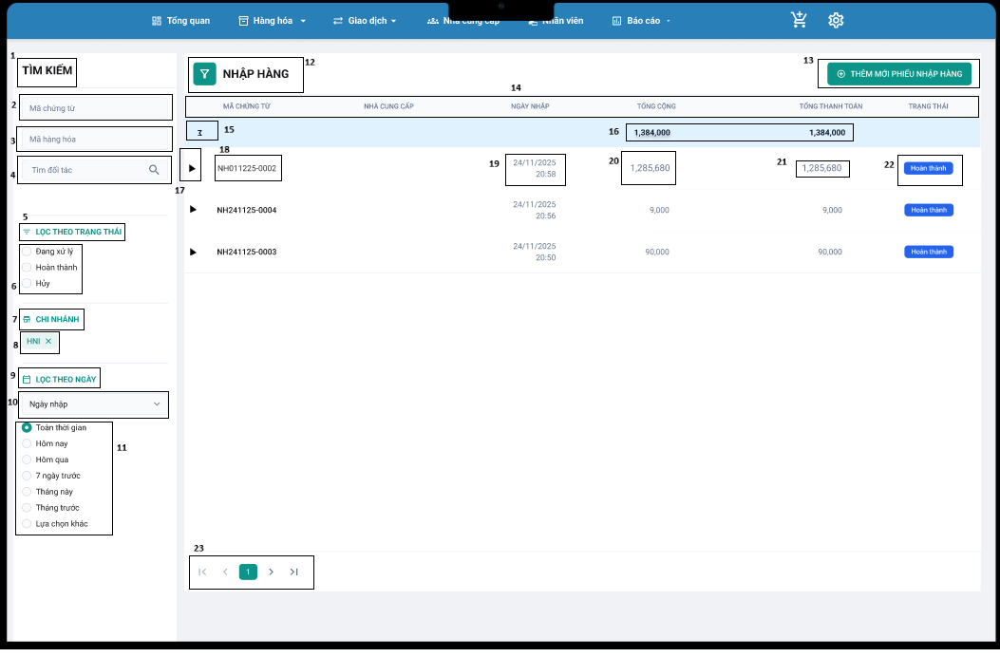 Tổng quan Hàng hóa Giao dịch Nhà cung cấp Nhân viên Báo cáo
1 TÌM KIẾM
2 Mã chứng từ
3 Mã hàng hóa
4 Tìm đối tác
5
LỌC THEO TRẠNG THÁI
Đang xử lý
Hoàn thành
6 Hủy
7 CHI NHÁNH
8 HNI ×
9 LỌC THEO NGÀY
10 Ngày nhập
Toàn thời gian
Hôm nay 11
Hôm qua
7 ngày trước
Tháng này
Tháng trước
Lựa chọn khác
NHẬP HÀNG 12
13 THÊM MỚI PHIẾU NHẬP HÀNG
14
MÃ CHỨNG TỪ NHÀ CUNG CẤP NGÀY NHẬP TỔNG CỘNG TỔNG THANH TOÁN TRẠNG THÁI
Σ 15 16 1,384,000 1,384,000
17 18 NH011225-0002 19 24/11/2025 20 1,285,680 21 1,285,680 22 Hoàn thành
20:58
NH241125-0004 24/11/2025 9,000 9,000 Hoàn thành
20:56
NH241125-0003 24/11/2025 90,000 90,000 Hoàn thành
20:50
23
1